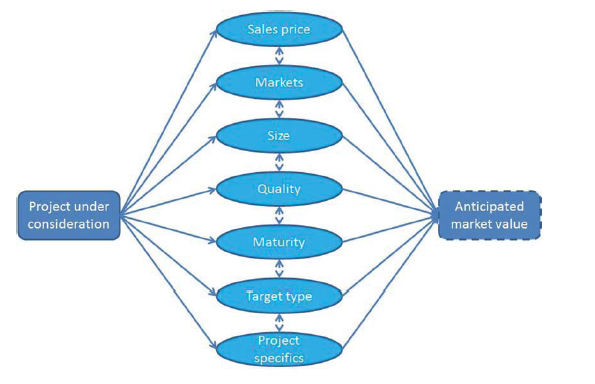 Sales price
Markets
Size
Quality
Project under
consideration
Anticipated
market value
Maturity
Target type
Project
specifics